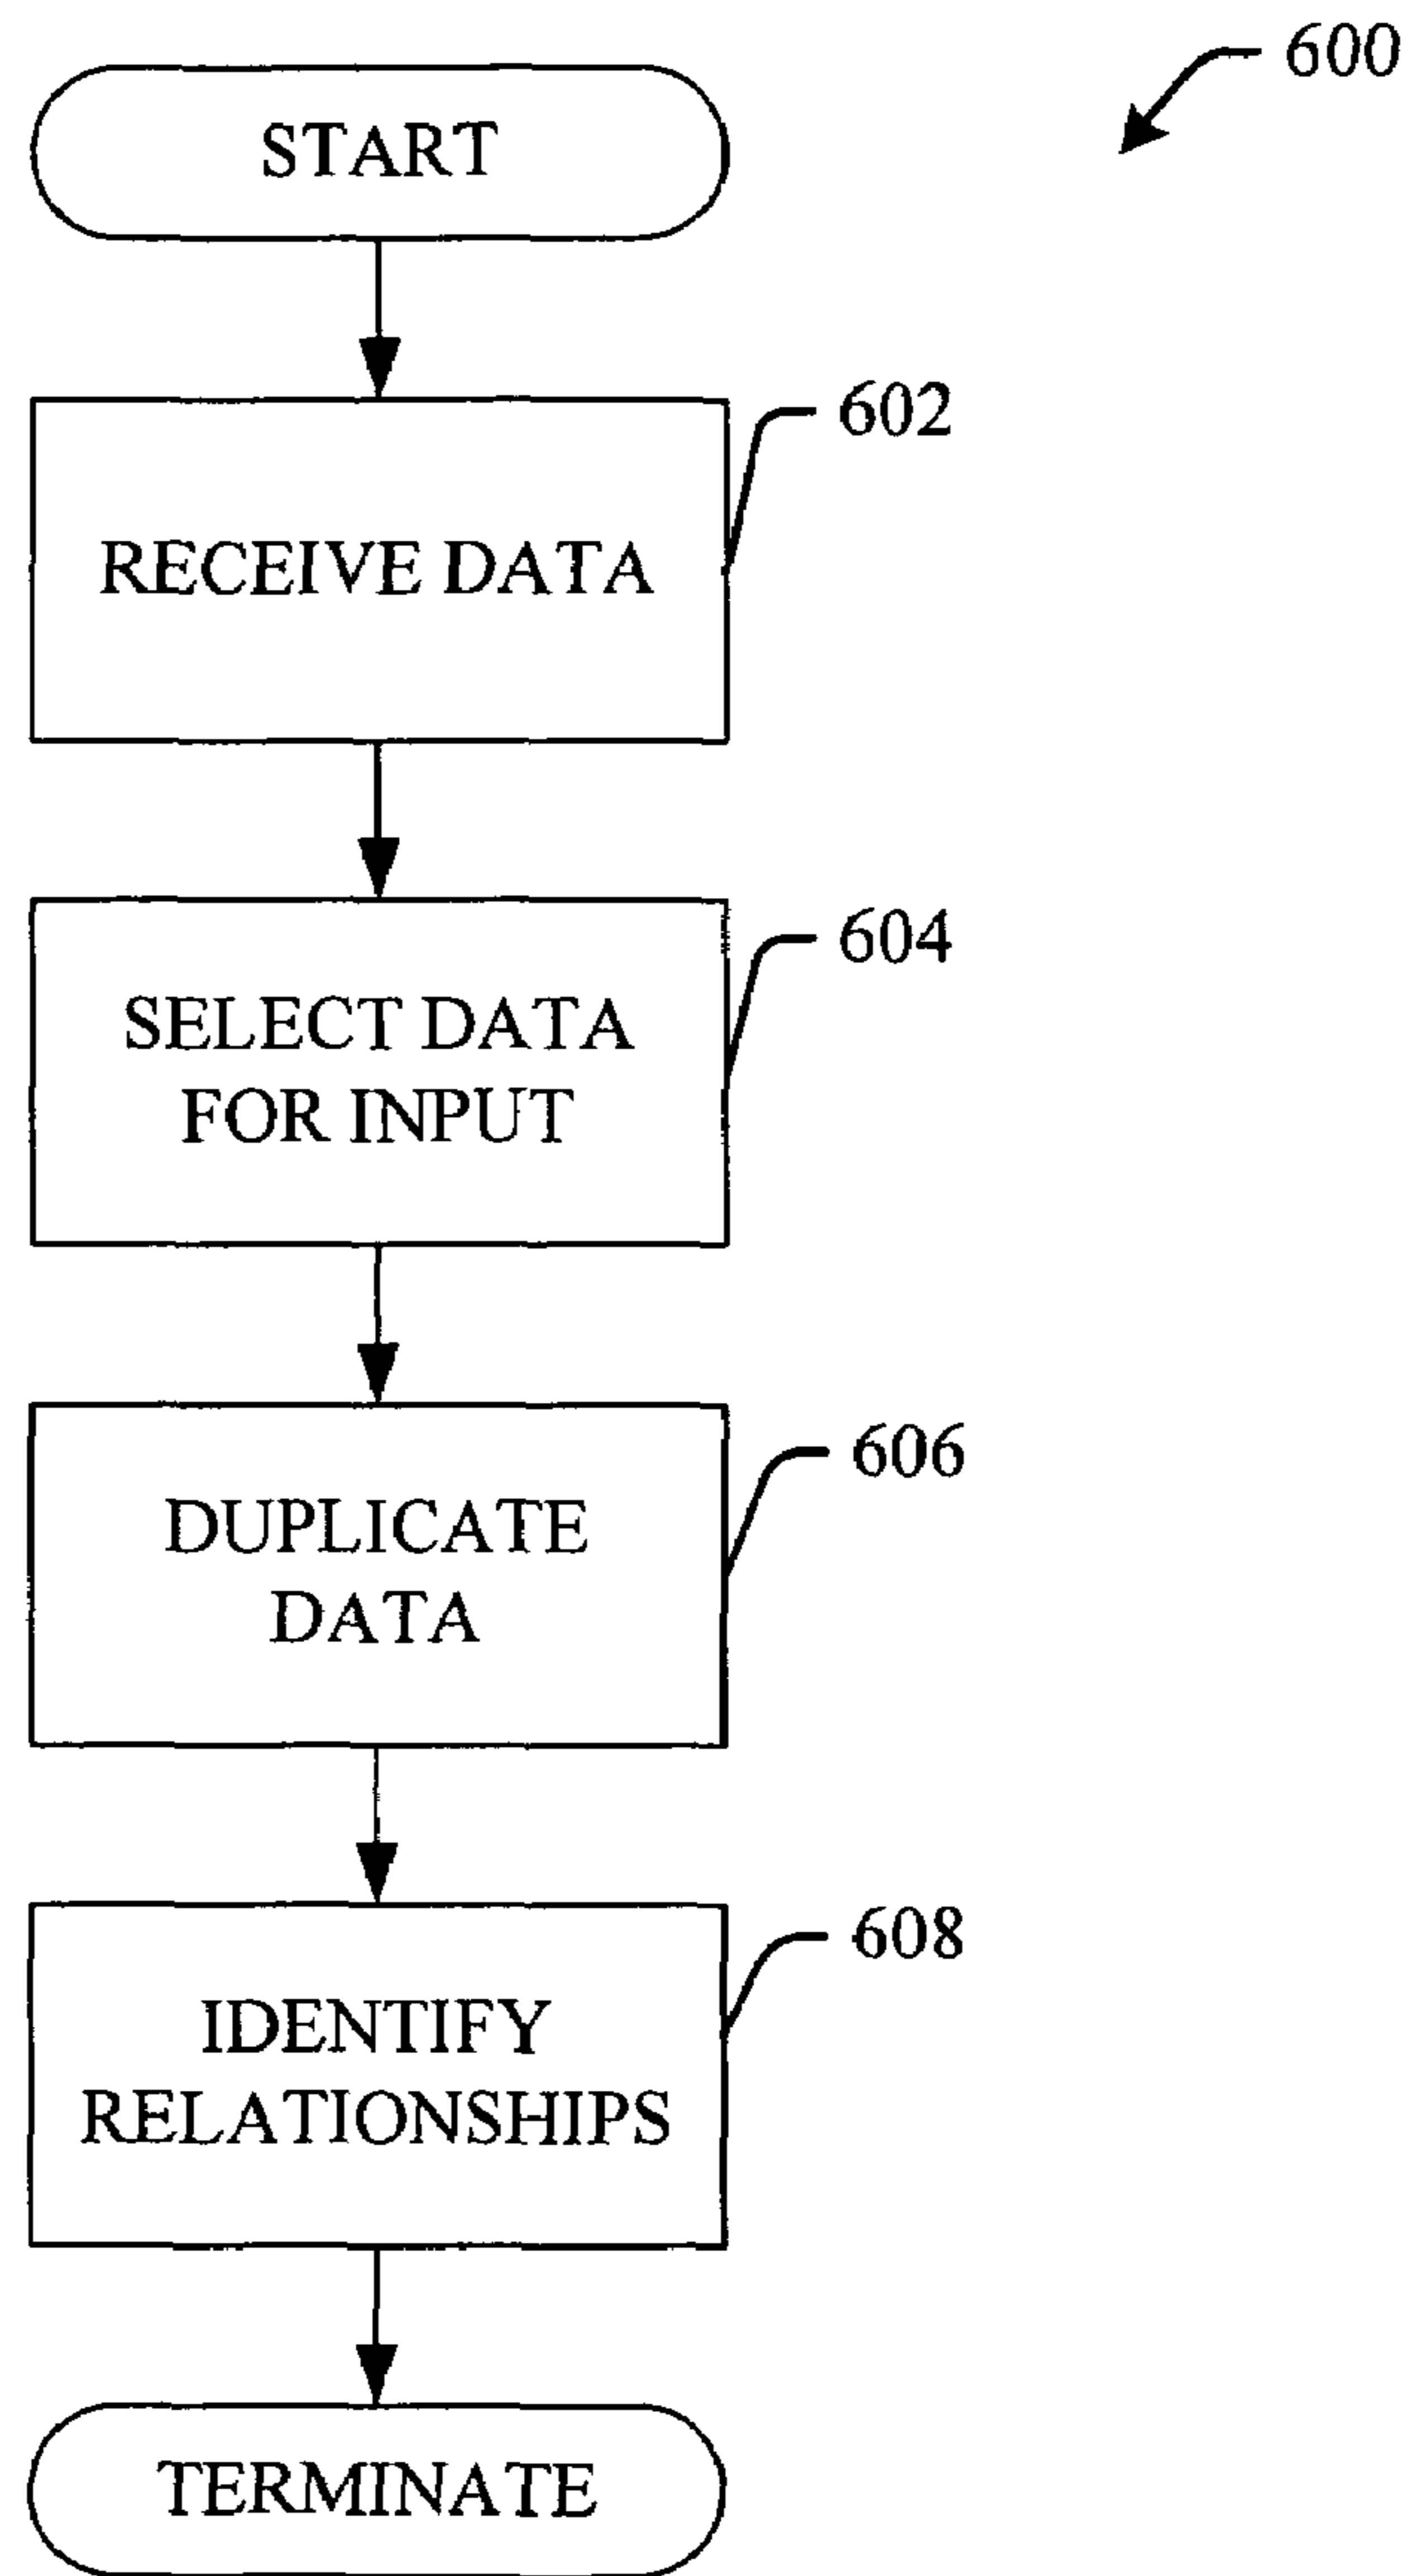 600
START
602
RECEIVE DATA
604
SELECT DATA
FOR INPUT
606
DUPLICATE
DATA
608
IDENTIFY
RELATIONSHIPS
TERMINATE